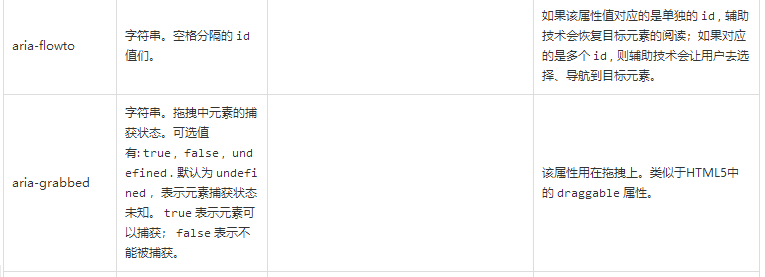 aria-flowto
字符串。空格分隔的 id
值们。
如果该属性值对应的是单独的 id，辅助
技术会恢复目标元素的阅读；如果对应
的是多个 id，则辅助技术会让用户去选
择、导航到目标元素。
aria-grabbed
字符串。拖拽中元素的捕
获状态。可选值
有: true，false，und
efined．默认为 undefi
ned，表示元素捕获状态
未知。 true 表示元素可
以捕获； false 表示不
能被捕获。
该属性用在拖拽上。类似于HTML5中
的 draggable 属性。